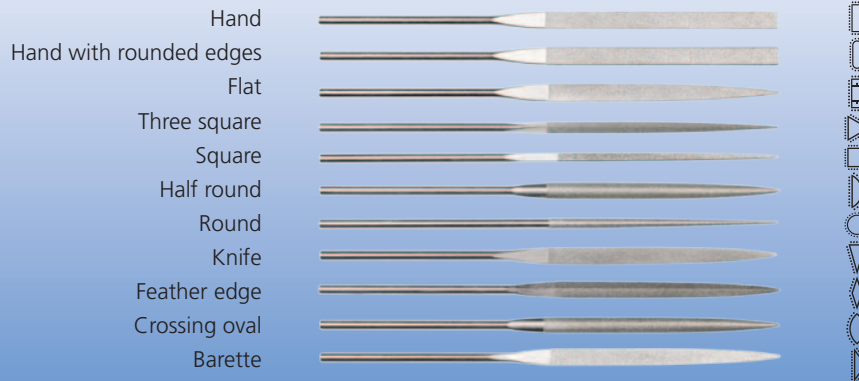 Hand
Hand with rounded edges
Flat
Three square
Square
Half round
Round
Knife
Feather edge
Crossing oval
Barette